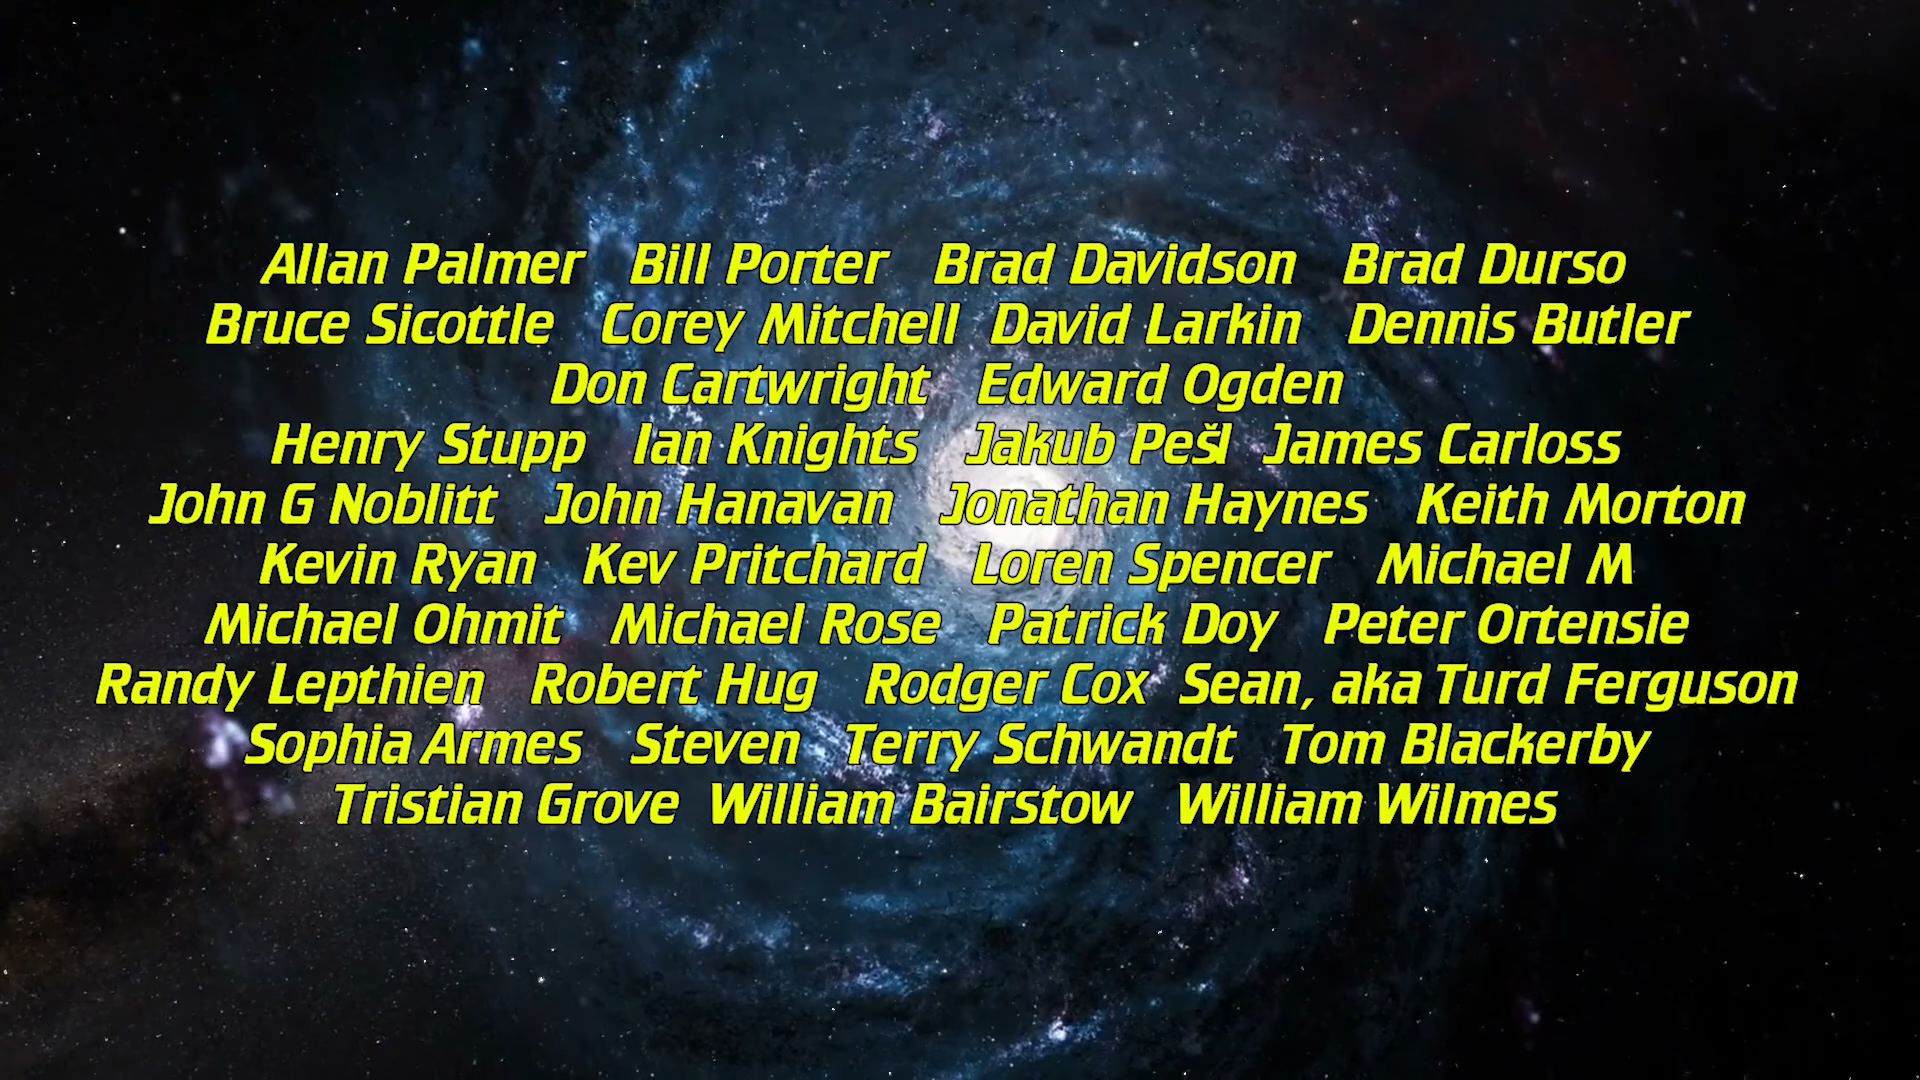 Allan Palmer Bill Porter Brad Davidson Brad Durso
Bruce Sicottle Corey Mitchell David Larkin Dennis Butler
Don Cartwright Edward Ogden
Henry Stupp Ian Knights Jakub Pešl James Carloss
John G Noblitt John Hanavan Jonathan Haynes Keith Morton
Kevin Ryan Kev Pritchard Loren Spencer Michael M
Michael Ohmit Michael Rose Patrick Doy Peter Ortensie
Randy Lepthien Robert Hug Rodger Cox Sean, aka Turd Ferguson
Sophia Armes Steven Terry Schwandt Tom Blackerby
Tristian Grove William Bairstow William Wilmes